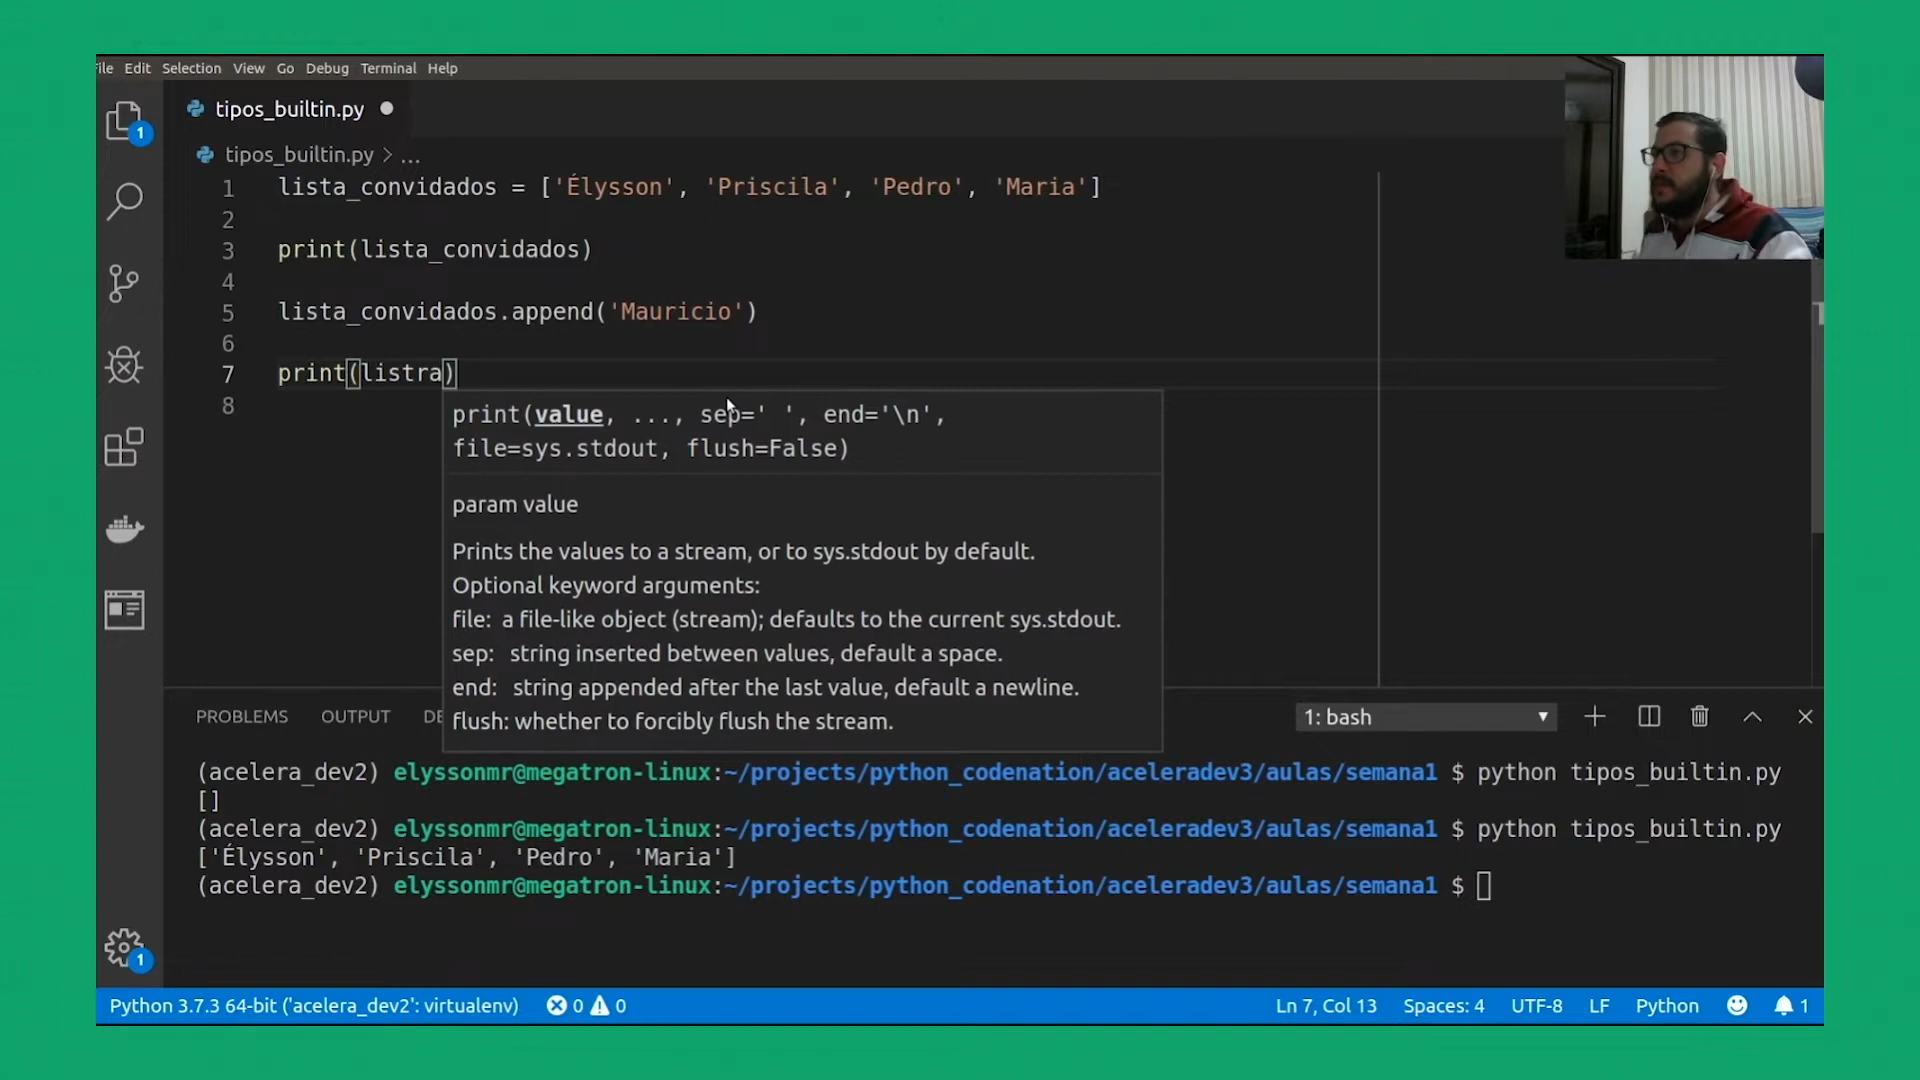 ile Edit Selection View Go Debug Terminal Help
tipos_builtin.py
tipos_builtin.py > ...
1 lista_convidados = ['Élysson', 'Priscila', 'Pedro', 'Maria']
2
3 print(lista_convidados)
4
5 lista_convidados.append('Mauricio')
6
7 print(listra)
8
print(value, ..., sep=' ', end='\n',
file=sys.stdout, flush=False)
param value
Prints the values to a stream, or to sys.stdout by default.
Optional keyword arguments:
file: a file-like object (stream); defaults to the current sys.stdout.
sep: string inserted between values, default a space.
end: string appended after the last value, default a newline.
flush: whether to forcibly flush the stream.
PROBLEMS OUTPUT DE 1: bash
(acelera_dev2) elyssonmr@megatron-linux:~/projects/python_codenation/aceleradev3/aulas/semana1 $ python tipos_builtin.py
[]
(acelera_dev2) elyssonmr@megatron-linux:~/projects/python_codenation/aceleradev3/aulas/semana1 $ python tipos_builtin.py
['Élysson', 'Priscila', 'Pedro', 'Maria']
(acelera_dev2) elyssonmr@megatron-linux:~/projects/python_codenation/aceleradev3/aulas/semana1 $
1
1
Python 3.7.3 64-bit ('acelera_dev2': virtualenv) 0 0 Ln 7, Col 13 Spaces: 4 UTF-8 LF Python 1